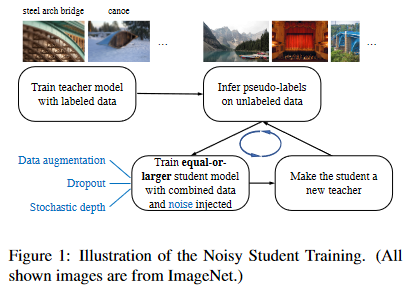 steel arch bridge canoe
... ...
Train teacher model
with labeled data
Infer pseudo-labels
on unlabeled data
Data augmentation
Dropout
Stochastic depth
Train equal-or-
larger student model
with combined data
and noise injected
Make the student a
new teacher
Figure 1: Illustration of the Noisy Student Training. (All
shown images are from ImageNet.)